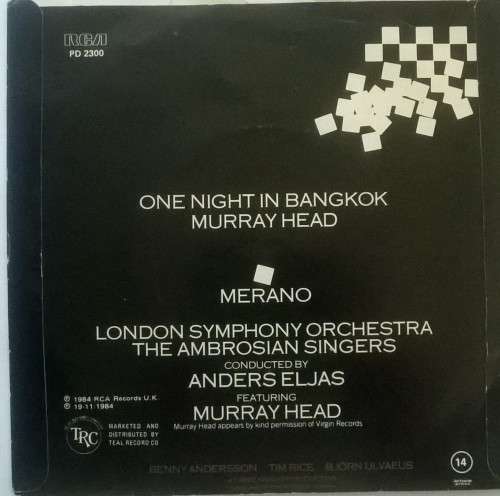 RCA
PD 2300
ONE NIGHT IN BANGKOK
MURRAY HEAD
MERANO
LONDON SYMPHONY ORCHESTRA
THE AMBROSIAN SINGERS
CONDUCTED BY
ANDERS ELJAS
FEATURING
MURRAY HEAD
Murray Head appears by kind permission of Virgin Records
℗ 1984 RCA Records U.K.
℗ 19-11-1984
TRC
MARKETED AND
DISTRIBUTED BY
TEAL RECORD CO
14
BENNY ANDERSSON TIM RICE BJÖRN ULVAEUS